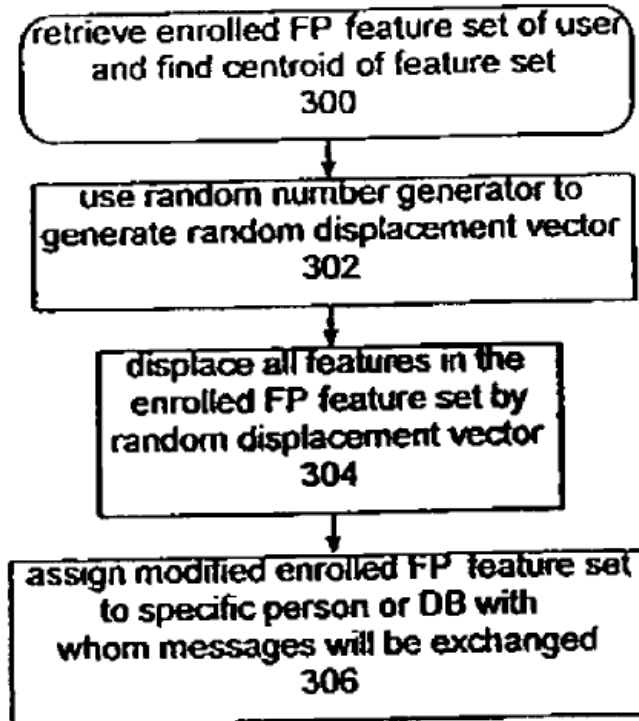 retrieve enrolled FP feature set of user
and find centroid of feature set
300
use random number generator to
generate random displacement vector
302
displace all features in the
enrolled FP feature set by
random displacement vector
304
assign modified enrolled FP feature set
to specific person or DB with
whom messages will be exchanged
306